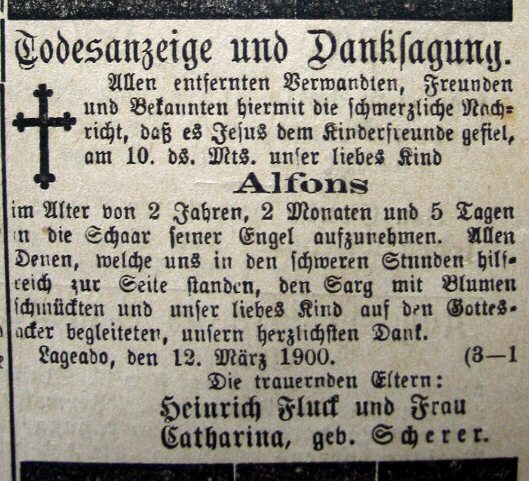 Todesanzeige und Danksagung.
Allen entfernten Verwandten, Freunden
und Bekannten hiermit die schmerzliche Nach-
richt, daß es Jesus dem Kinderfreunde gefiel,
am 10. ds. Mts. unser liebes Kind
Alfons
im Alter von 2 Jahren, 2 Monaten und 5 Tagen
in die Schaar seiner Engel aufzunehmen. Allen
Denen, welche uns in den schweren Stunden hilf-
reich zur Seite standen, den Sarg mit Blumen
schmückten und unser liebes Kind auf den Gottes-
acker begleiteten, unsern herzlichsten Dank.
Lageado, den 12. März 1900. (3—1
Die trauernden Eltern:
Heinrich Fluck und Frau
Catharina, geb. Scherer.